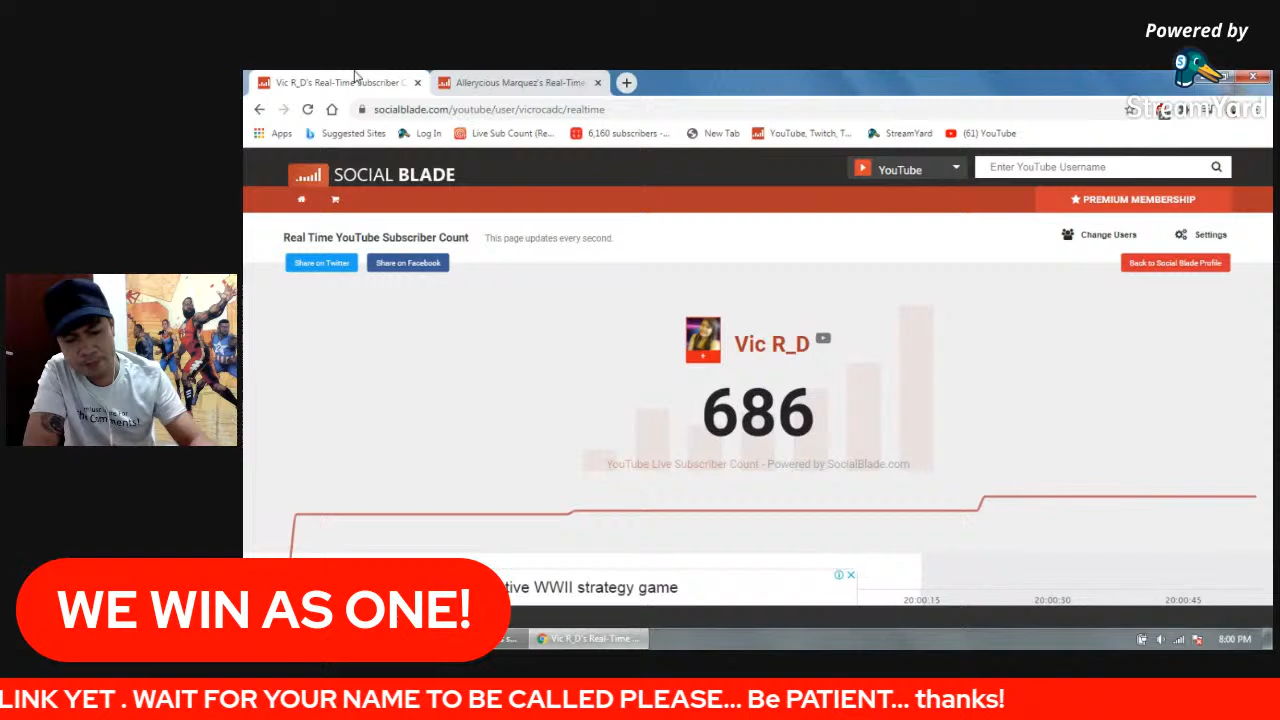 Powered by
StreamYard
Vic R_D's Real-Time Subscriber C
Allerycious Marquez's Real-Time
socialblade.com/youtube/user/vicrocadc/realtime
Apps
Suggested Sites
Log In
Live Sub Count (Re...
6,160 subscribers -...
New Tab
YouTube, Twitch, T...
StreamYard
(61) YouTube
SOCIAL BLADE
YouTube
Enter YouTube Username
PREMIUM MEMBERSHIP
Real Time YouTube Subscriber Count
This page updates every second.
Change Users
Settings
Share on Twitter
Share on Facebook
Back to Social Blade Profile
Vic R_D
686
YouTube Live Subscriber Count - Powered by SocialBlade.com
WWII strategy game
20:00:15
20:00:30
20:00:45
WE WIN AS ONE!
Vic R_D's Real-Time ...
8:00 PM
LINK YET . WAIT FOR YOUR NAME TO BE CALLED PLEASE... Be PATIENT... thanks!